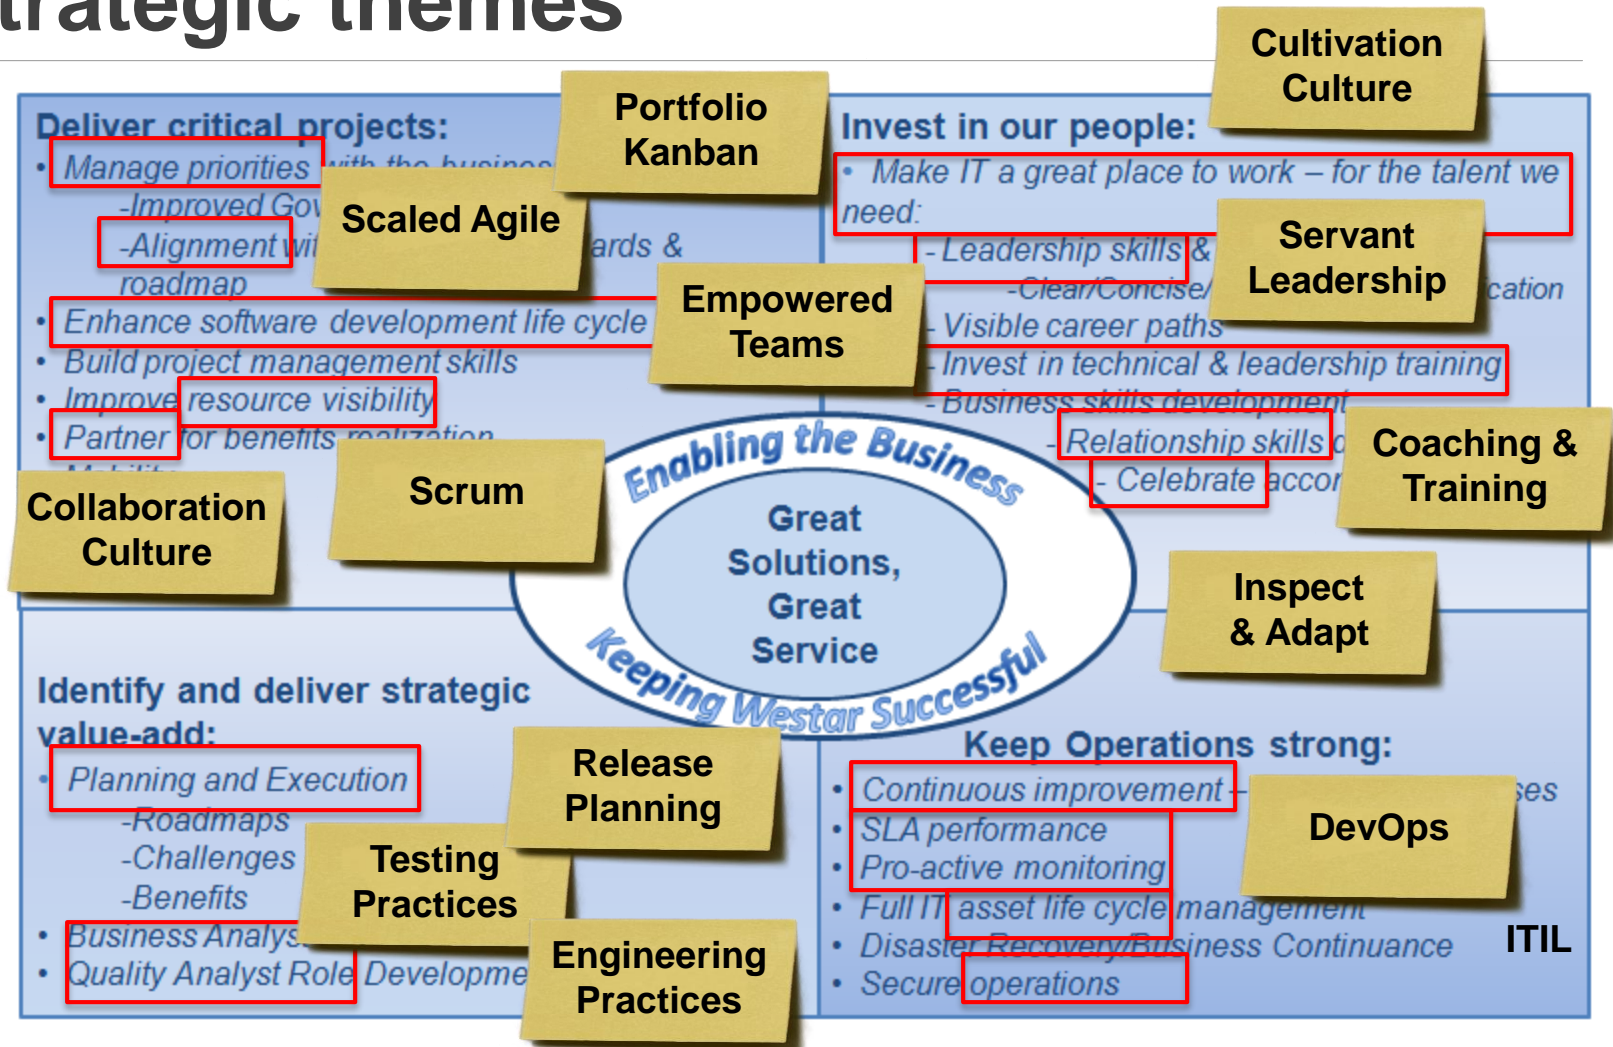 trategic themes
Cultivation
Culture
Deliver critical projects:
• Manage priorities with the busines
-Improved Gov
-Alignment wit ards &
roadmap
• Enhance software development life cycle
• Build project management skills
• Improve resource visibility
• Partner for benefits realization
Mobility
Portfolio
Kanban
Scaled Agile
Empowered
Teams
Scrum
Collaboration
Culture
Invest in our people:
• Make IT a great place to work – for the talent we
need:
- Leadership skills &
-Clear/Concise/ ication
- Visible career paths
- Invest in technical & leadership training
- Business skills development
- Relationship skills d
- Celebrate accor
Servant
Leadership
Coaching &
Training
Inspect
& Adapt
Enabling the Business
Great
Solutions,
Great
Service
Keeping Westar Successful
Identify and deliver strategic
value-add:
• Planning and Execution
-Roadmaps
-Challenges
-Benefits
• Business Analys
• Quality Analyst Role Developme
Release
Planning
Testing
Practices
Engineering
Practices
Keep Operations strong:
• Continuous improvement – ses
• SLA performance
• Pro-active monitoring
• Full IT asset life cycle management
• Disaster Recovery/Business Continuance
• Secure operations
DevOps
ITIL